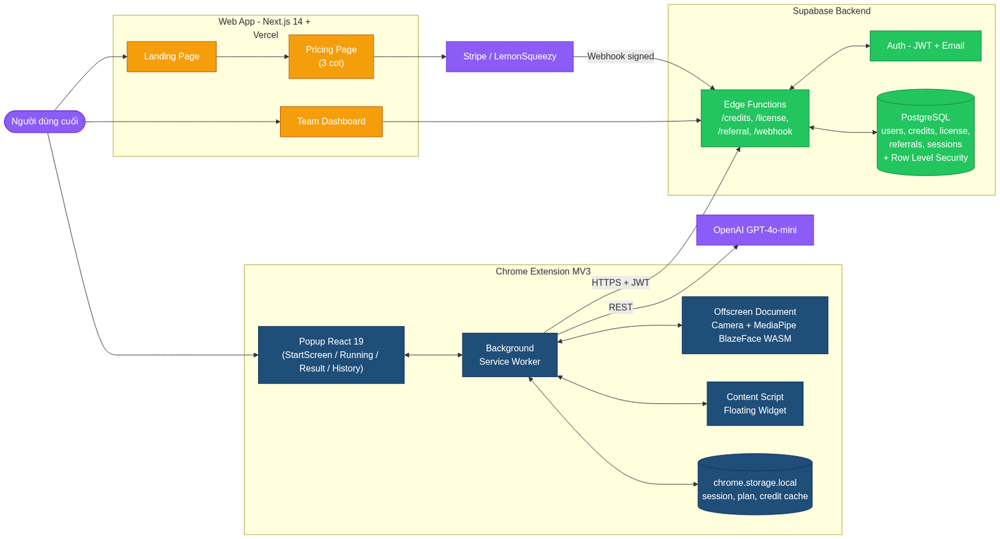 Web App - Next.js 14 +
Vercel
Landing Page
Pricing Page
(3 cot)
Team Dashboard
Người dùng cuối
Stripe / LemonSqueezy
Webhook signed
Supabase Backend
Auth - JWT + Email
Edge Functions
/credits, /license,
/referral, /webhook
PostgreSQL
users, credits, license,
referrals, sessions
+ Row Level Security
OpenAI GPT-4o-mini
Chrome Extension MV3
HTTPS + JWT
REST
Popup React 19
(StartScreen / Running /
Result / History)
Background
Service Worker
Offscreen Document
Camera + MediaPipe
BlazeFace WASM
Content Script
Floating Widget
chrome.storage.local
session, plan, credit cache